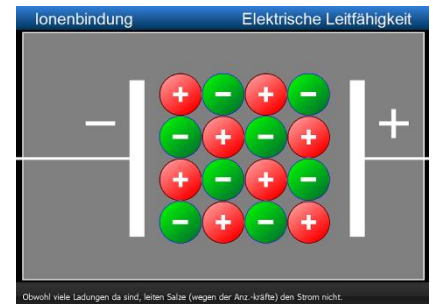 Ionenbindung Elektrische Leitfähigkeit
− +
+ − + −
− + − +
+ − + −
− + − +
Obwohl viele Ladungen da sind, leiten Salze (wegen der Anz.-kräfte) den Strom nicht.